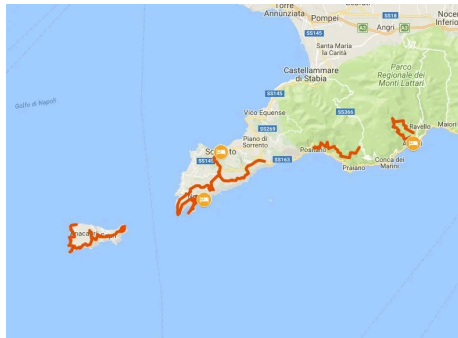 Torre
Annunziata
Pompei
SS18
Nocera
Inferiore
Angri
SS145
Santa Maria
la Carità
Castellammare
di Stabia
Parco
Regionale dei
Monti Lattari
SS145
Golfo di Napoli
SS366
Vico Equense
SS269
Ravello
Maiori
Piano di
Sorrento
SS145
SS163
Positano
Praiano
Conca dei
Marini